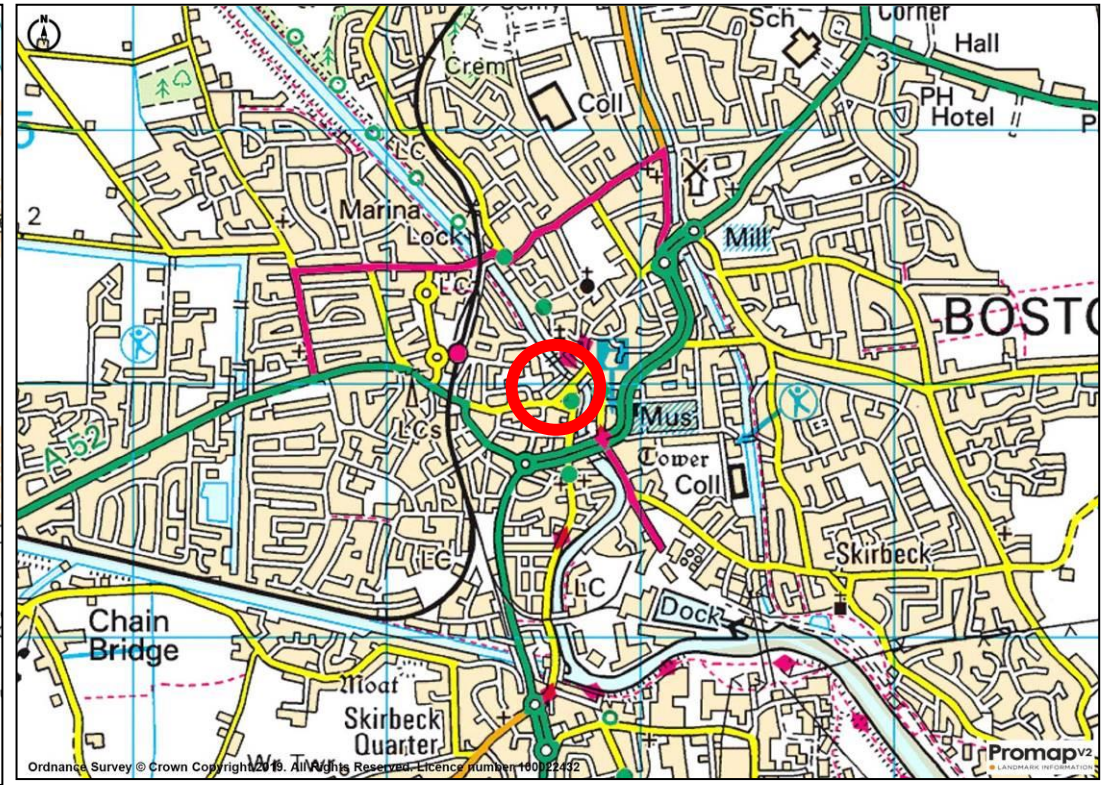 N
Sch
Corner
Hall
Crem
Coll
PH
Hotel
P
5
LC
2
Marina
Lock
Mill
LC
BOSTO
LCs
Mus
A 52
Tower
Coll
LC
Skirbeck
LC
Dock
Chain
Bridge
Moat
Skirbeck
Quarter
Promap V2
LANDMARK INFORMATION
Ordnance Survey © Crown Copyright 2019. All Rights Reserved. Licence number 100022432